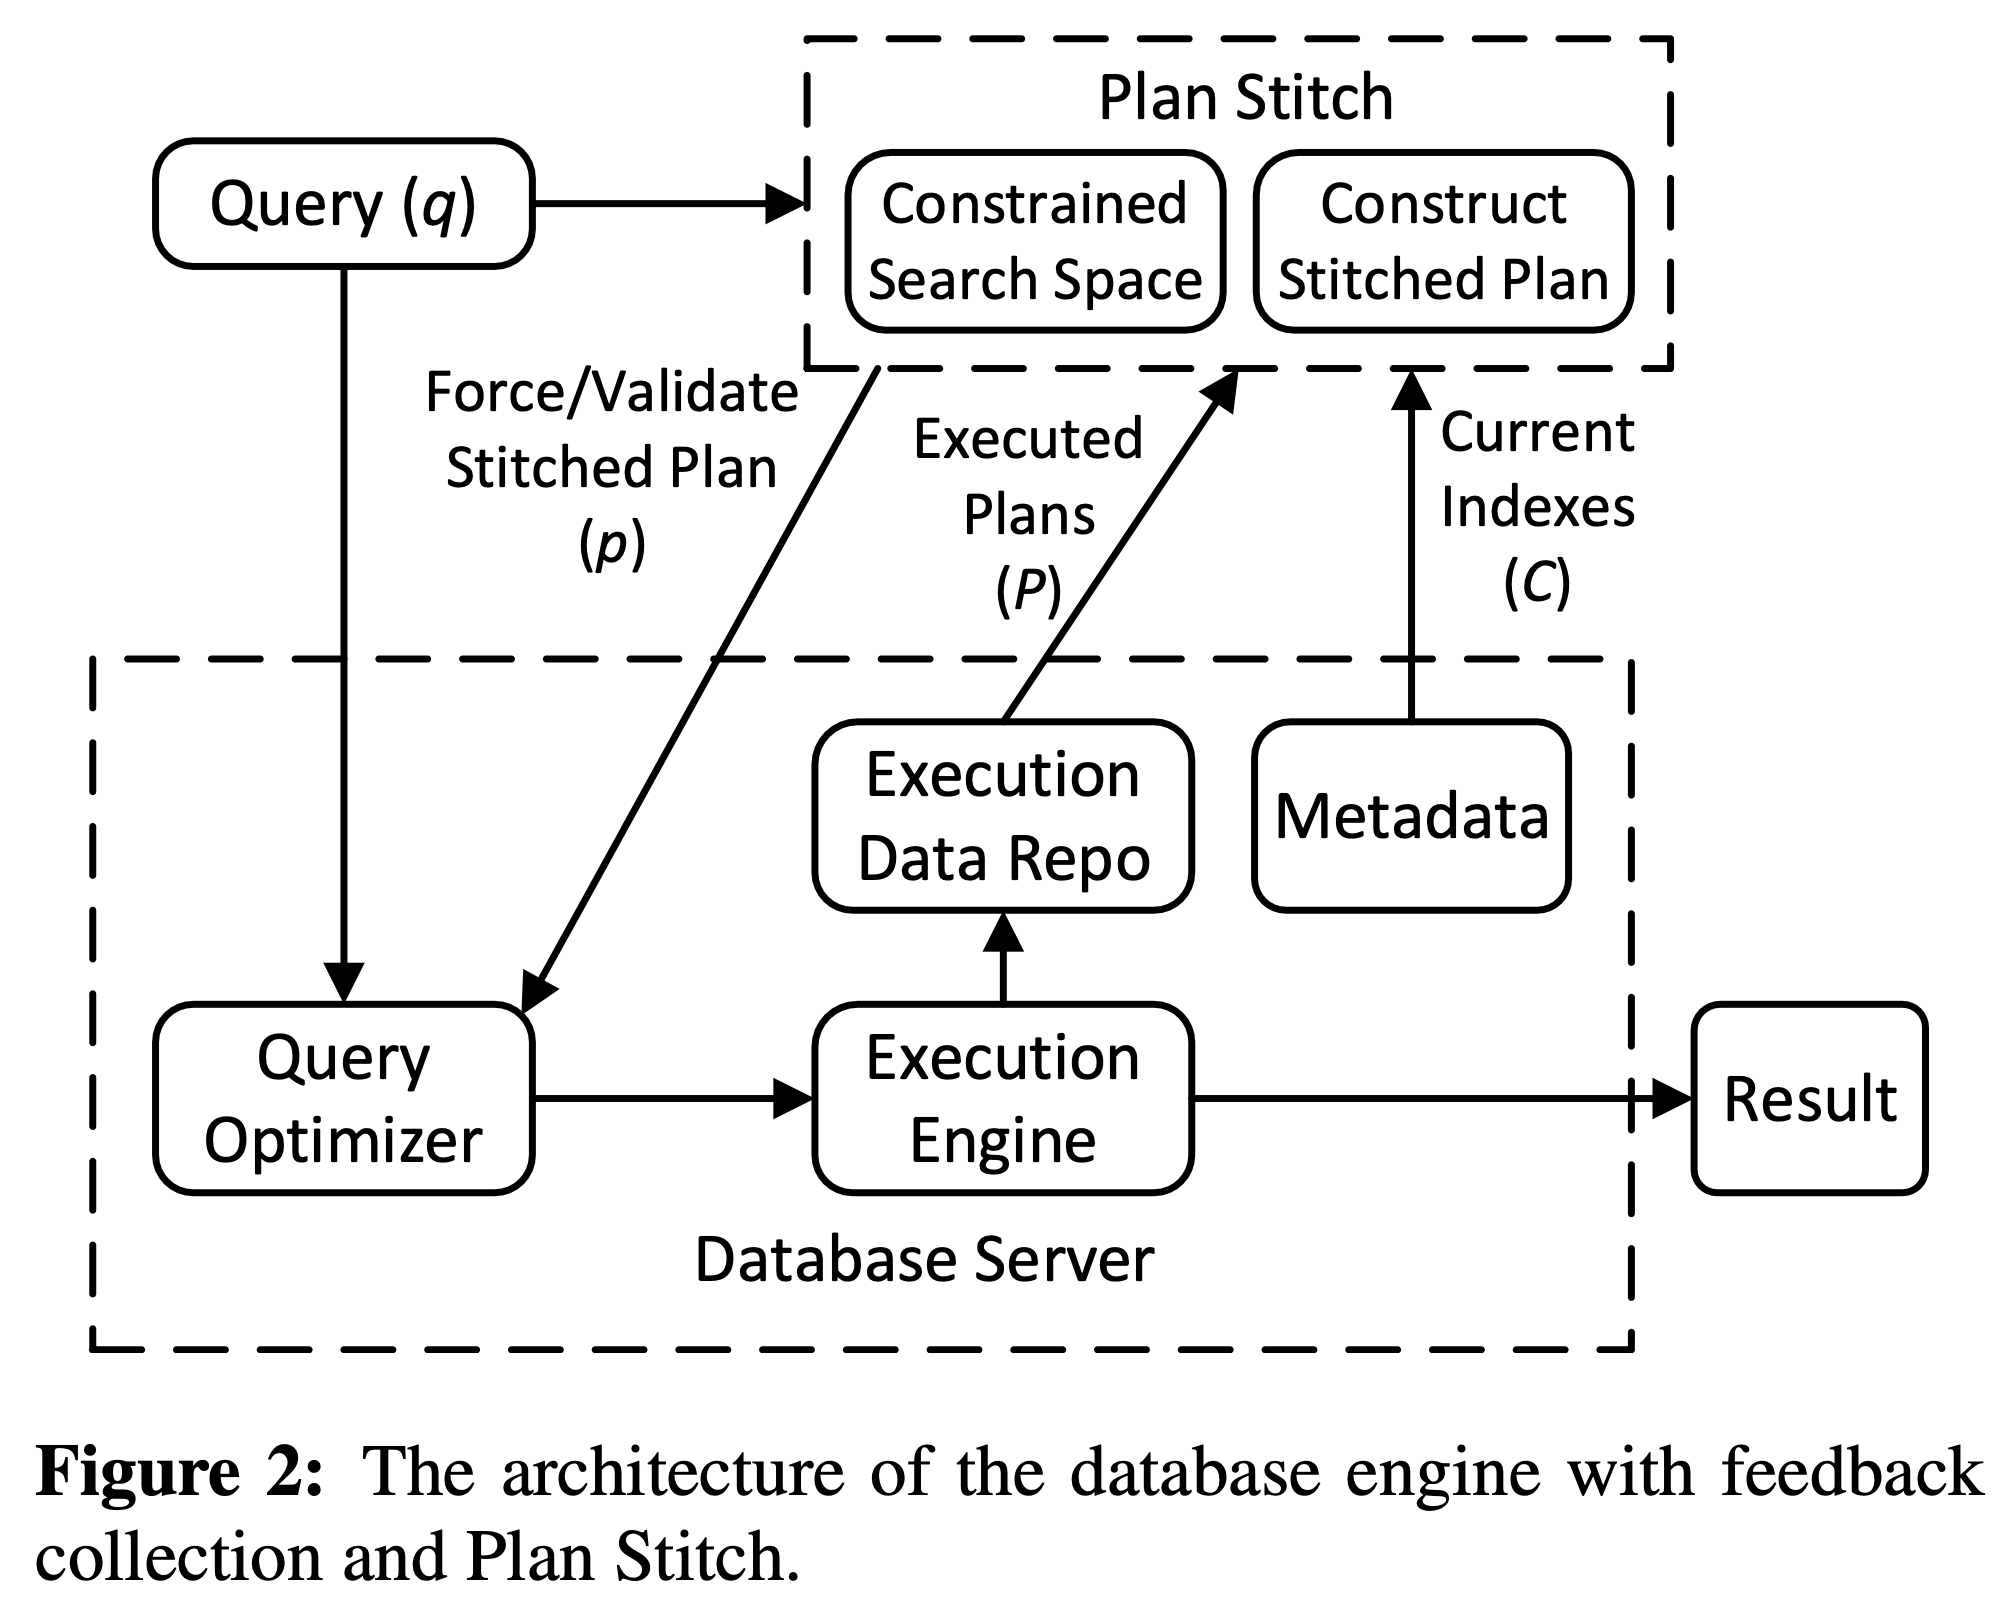 Plan Stitch
Query (q)
Constrained
Search Space
Construct
Stitched Plan
Force/Validate
Stitched Plan
(p)
Executed
Plans
(P)
Current
Indexes
(C)
Execution
Data Repo
Metadata
Query
Optimizer
Execution
Engine
Result
Database Server
Figure 2: The architecture of the database engine with feedback
collection and Plan Stitch.